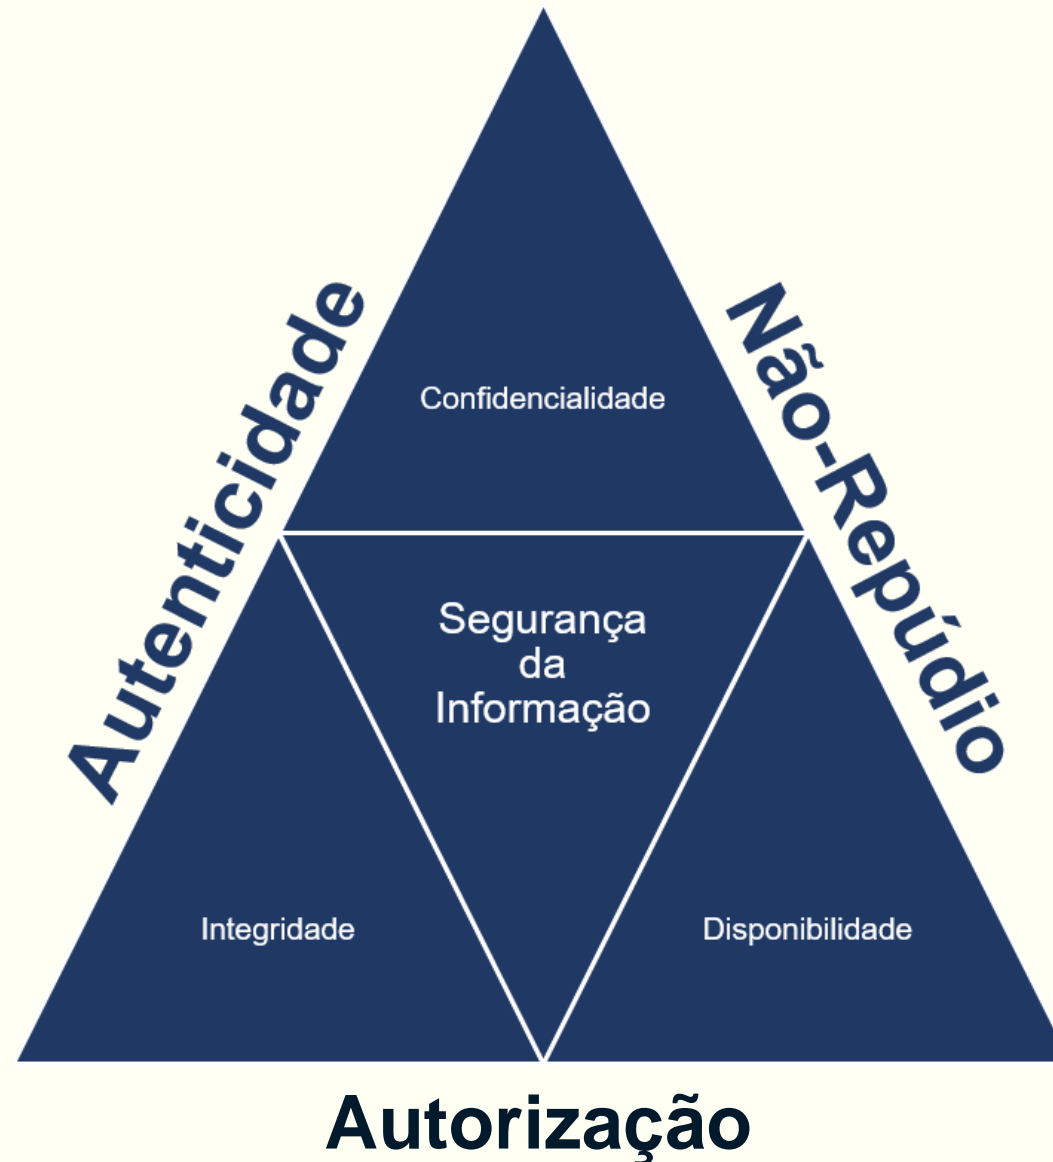 Autenticidade
Não-Repúdio
Confidencialidade
Segurança
da
Informação
Integridade
Disponibilidade
Autorização